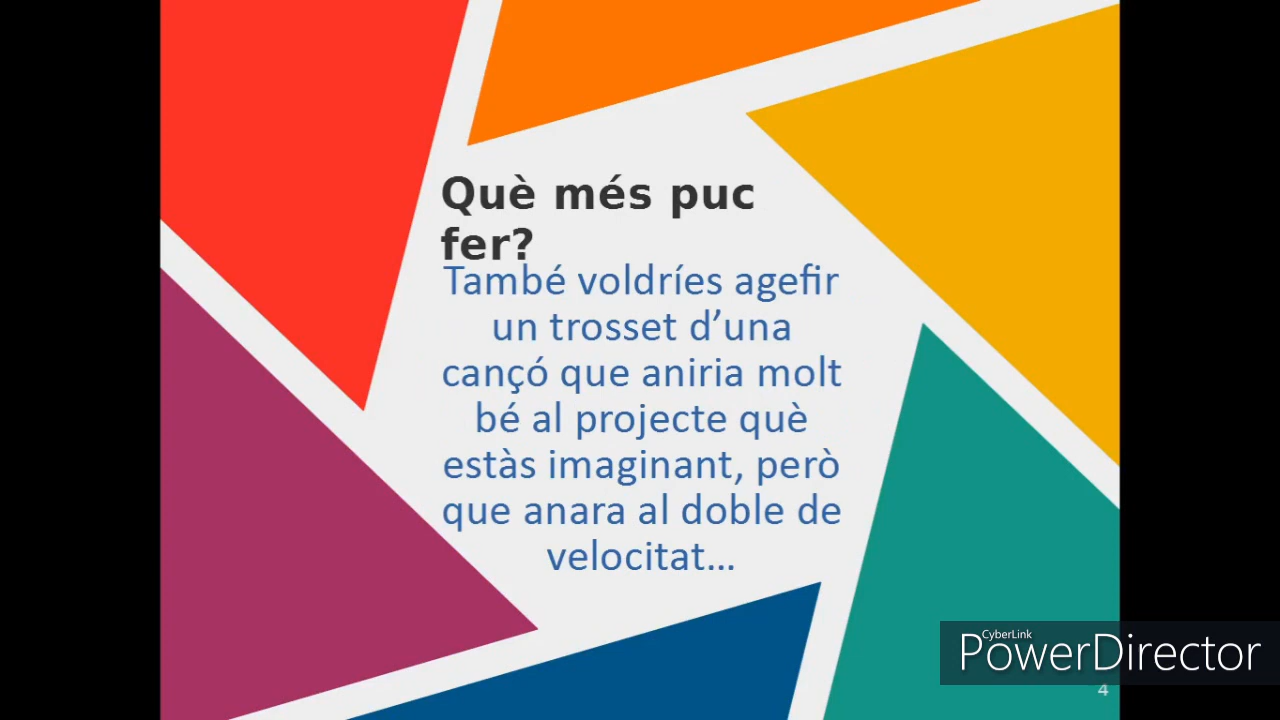 Què més puc
fer?
També voldríes agefir
un trosset d’una
cançó que aniria molt
bé al projecte què
estàs imaginant, però
que anara al doble de
velocitat...
CyberLink
PowerDirector
4